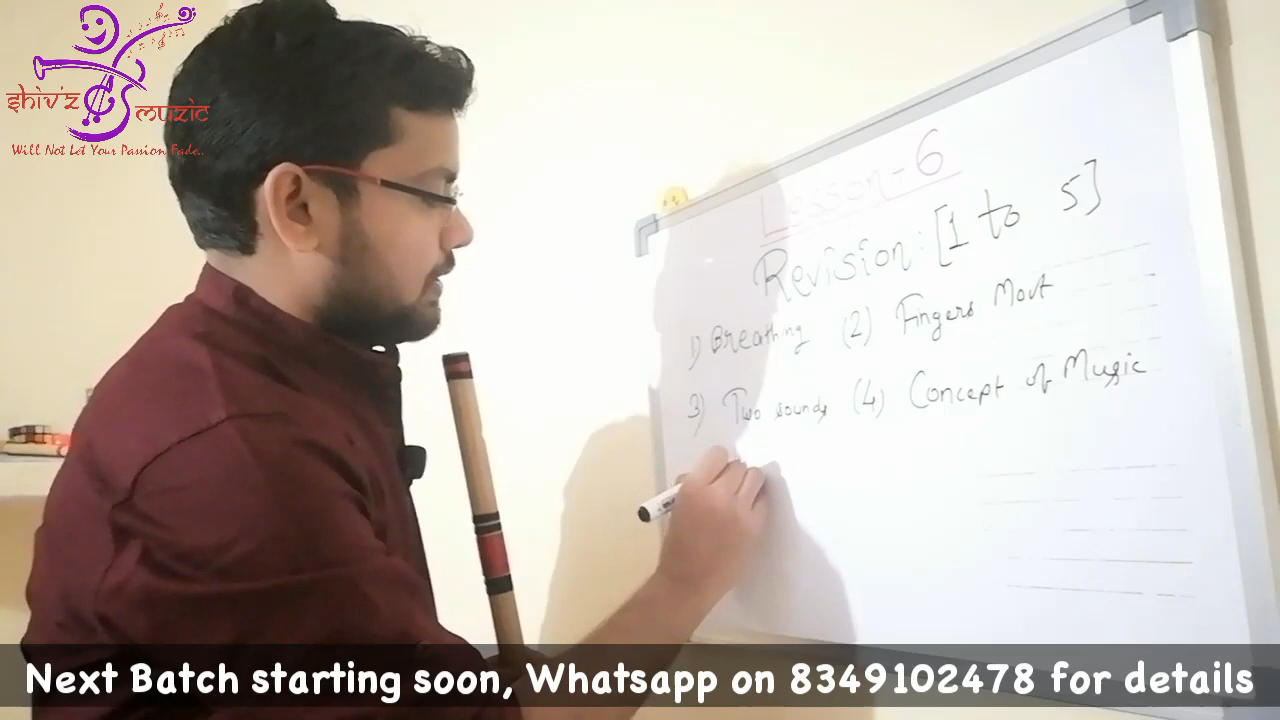 Shiv'z muzic
Will Not Let Your Passion Fade..
Lesson-6
Revision: [1 to 5]
1) Breathing (2) Fingers Movt
3) Two sounds (4) Concept of Music
Next Batch starting soon, Whatsapp on 8349102478 for details